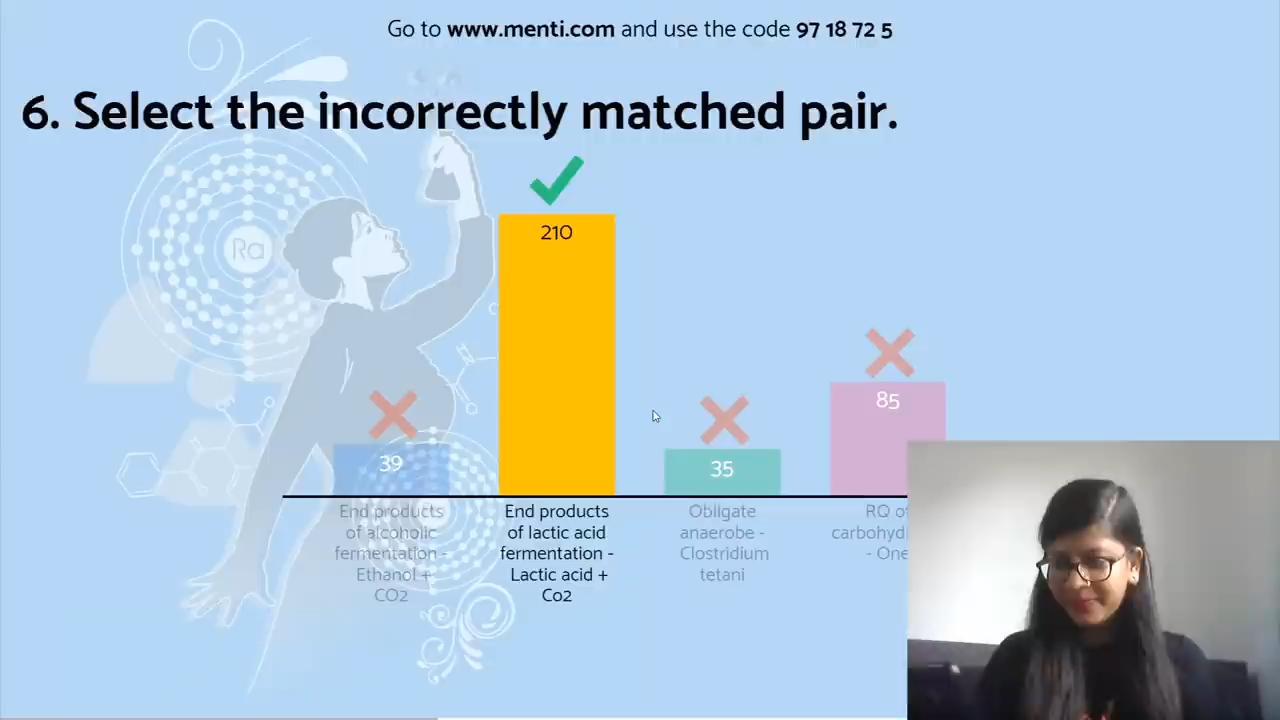 Go to www.menti.com and use the code 97 18 72 5
6. Select the incorrectly matched pair.
Ra
210
85
39
35
End products
of alcoholic
fermentation -
Ethanol +
CO2
End products
of lactic acid
fermentation -
Lactic acid +
Co2
Obligate
anaerobe -
Clostridium
tetani
RQ of
- One